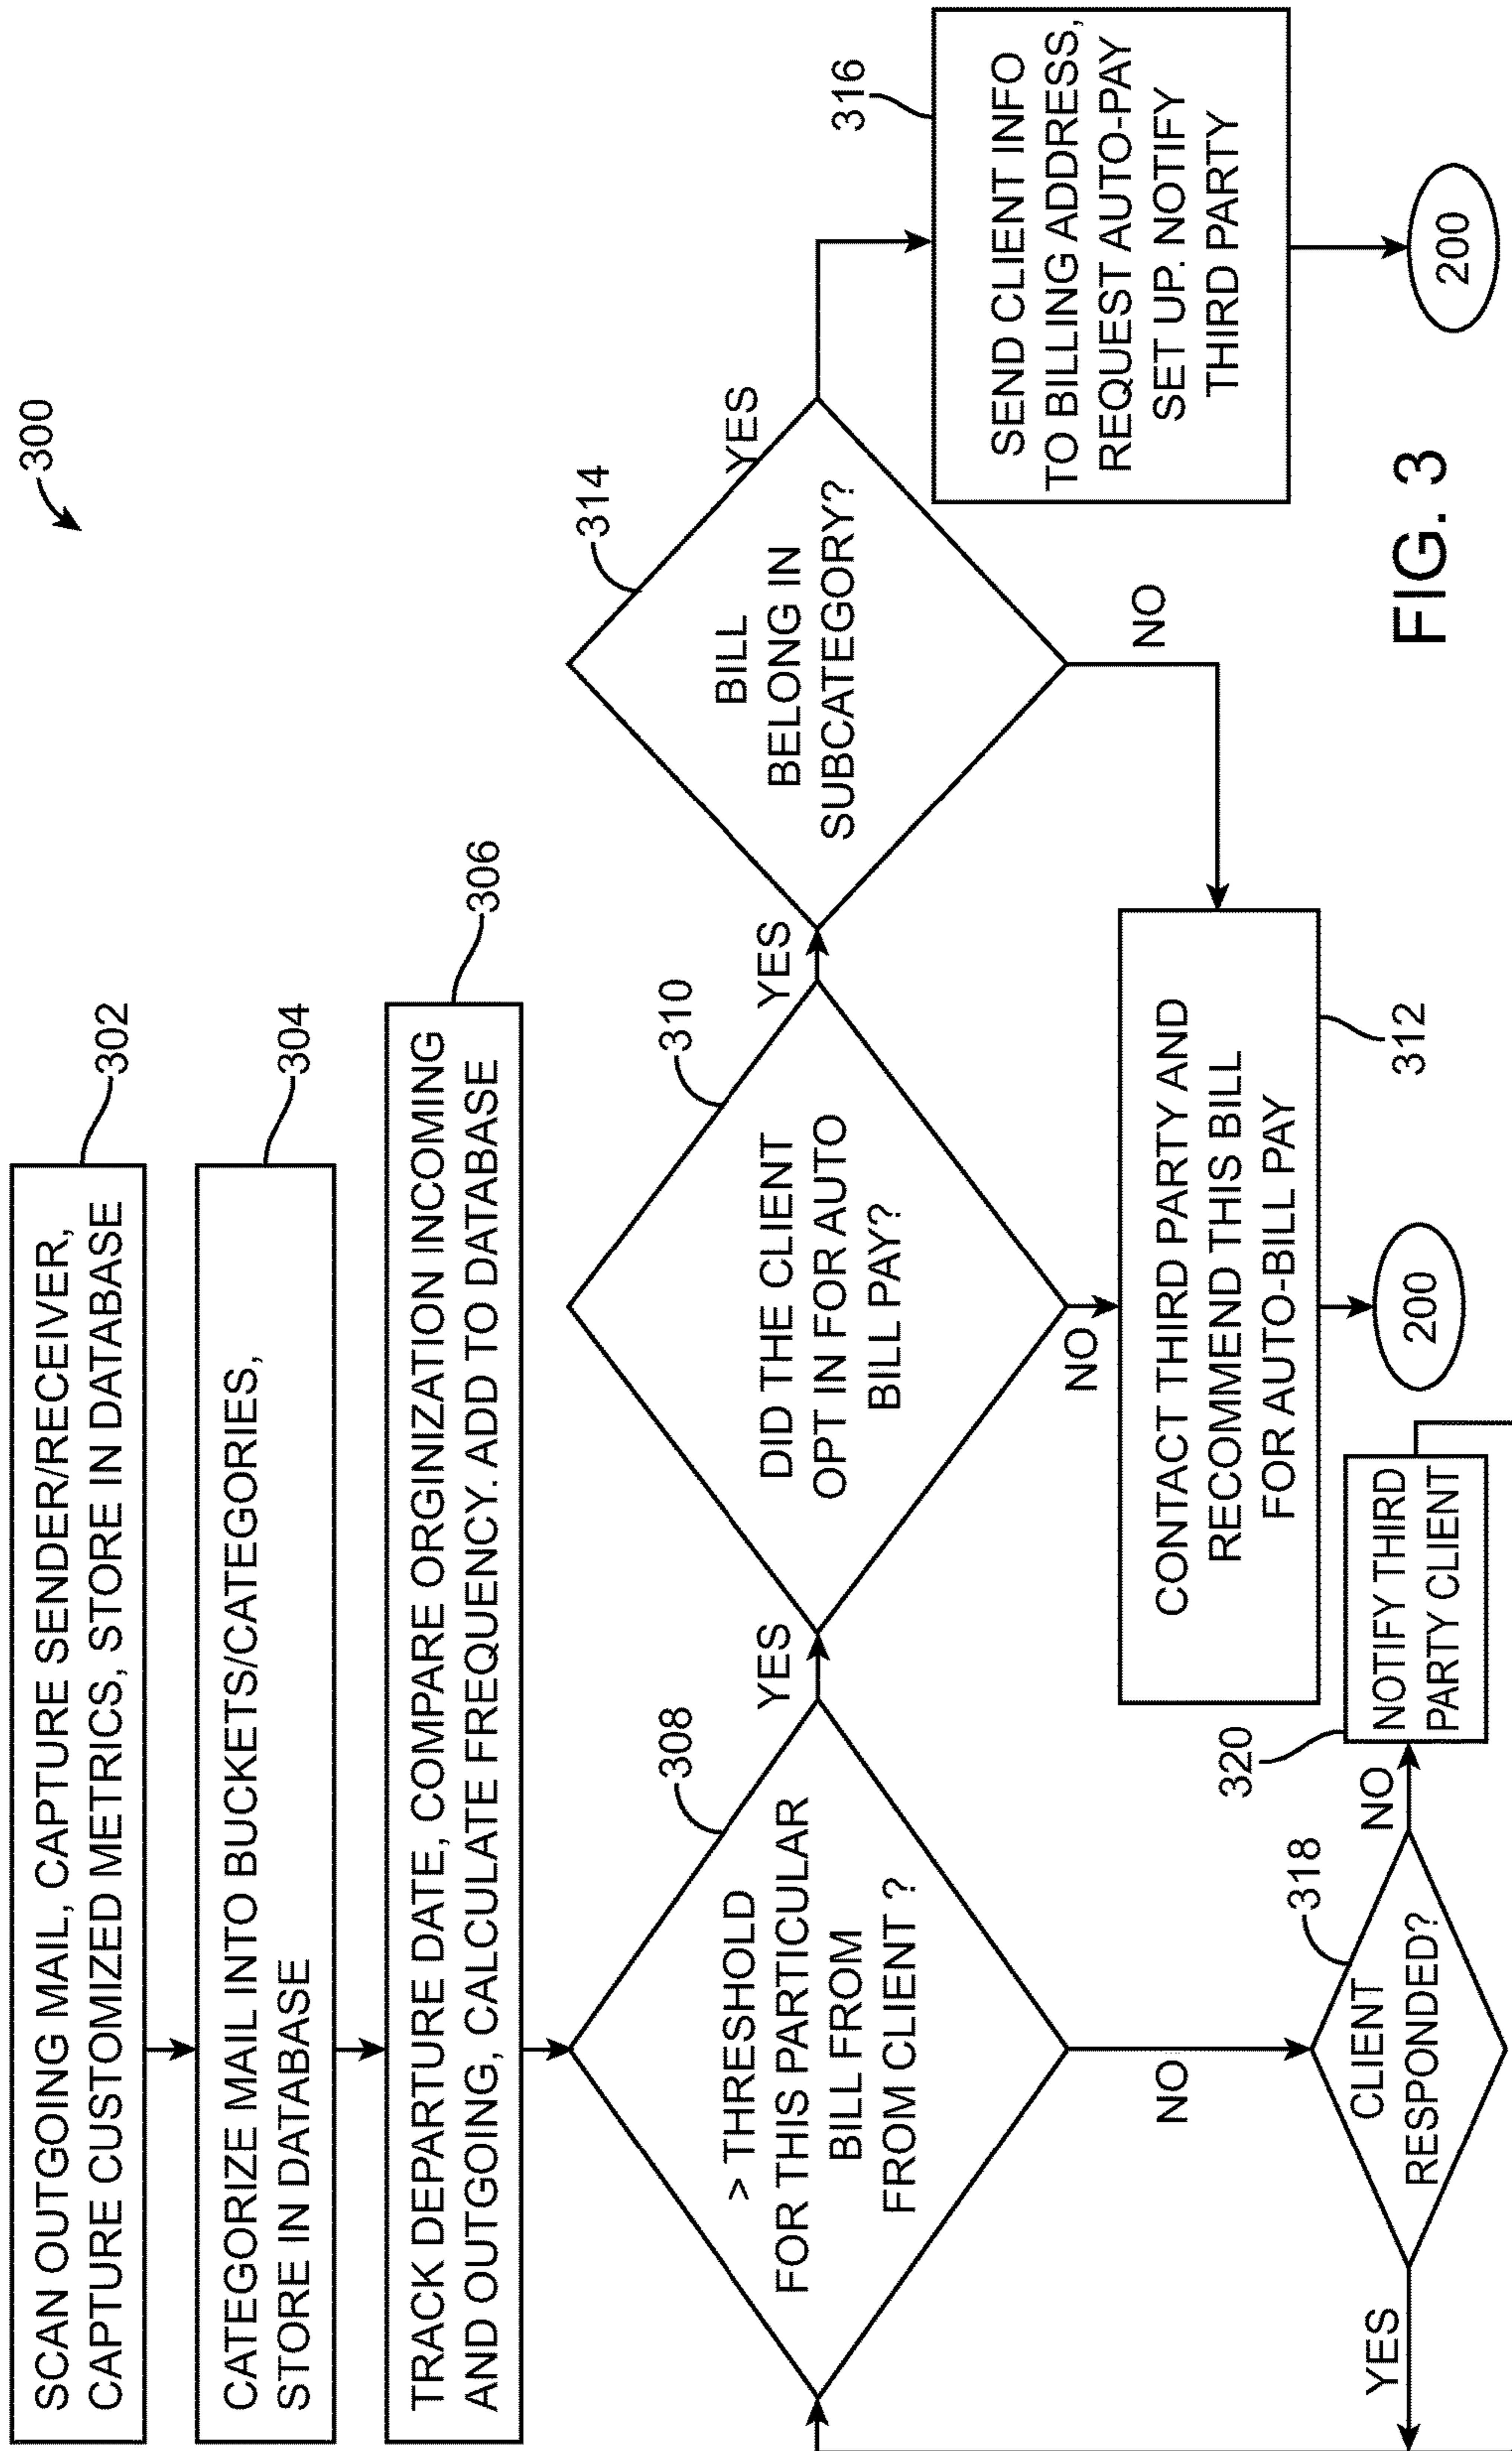 300
SCAN OUTGOING MAIL, CAPTURE SENDER/RECEIVER,
CAPTURE CUSTOMIZED METRICS, STORE IN DATABASE
302
CATEGORIZE MAIL INTO BUCKETS/CATEGORIES,
STORE IN DATABASE
304
TRACK DEPARTURE DATE, COMPARE ORGINIZATION INCOMING
AND OUTGOING, CALCULATE FREQUENCY. ADD TO DATABASE
306
> THRESHOLD
FOR THIS PARTICULAR
BILL FROM
FROM CLIENT ?
308
YES
NO
DID THE CLIENT
OPT IN FOR AUTO
BILL PAY?
310
YES
NO
BILL
BELONG IN
SUBCATEGORY?
314
YES
NO
SEND CLIENT INFO
TO BILLING ADDRESS,
REQUEST AUTO-PAY
SET UP. NOTIFY
THIRD PARTY
316
200
CONTACT THIRD PARTY AND
RECOMMEND THIS BILL
FOR AUTO-BILL PAY
312
200
CLIENT
RESPONDED?
318
YES
NO
NOTIFY THIRD
PARTY CLIENT
320
FIG. 3